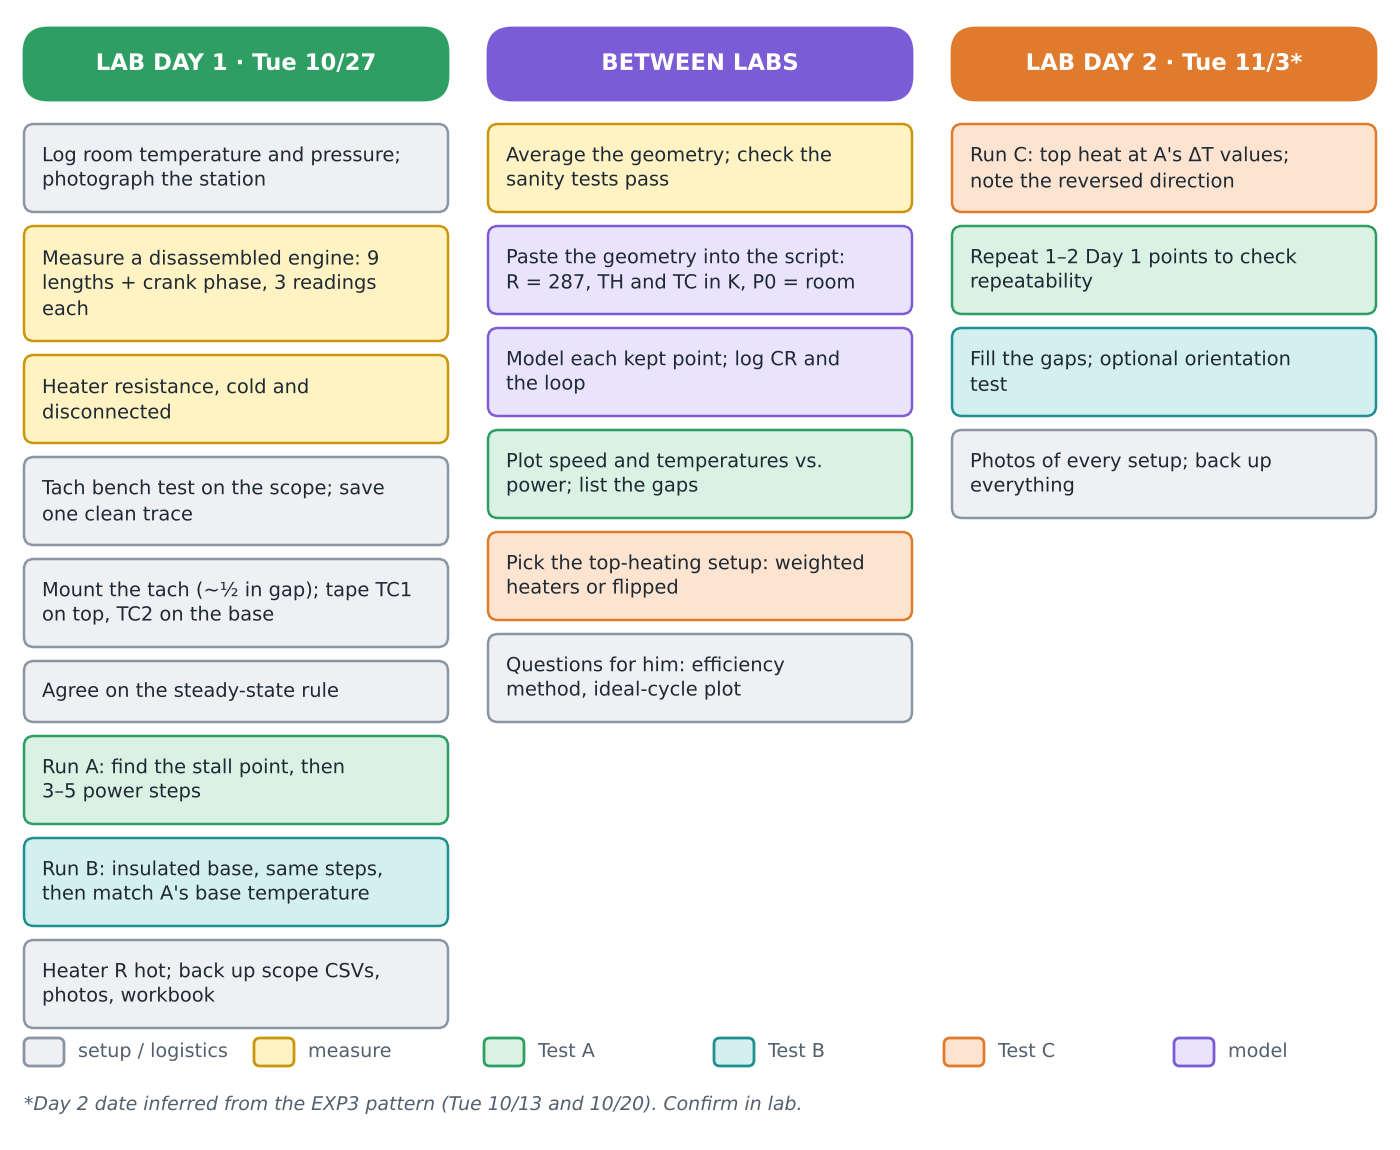 LAB DAY 1 · Tue 10/27
Log room temperature and pressure;
photograph the station
Measure a disassembled engine: 9
lengths + crank phase, 3 readings
each
Heater resistance, cold and
disconnected
Tach bench test on the scope; save
one clean trace
Mount the tach (~½ in gap); tape TC1
on top, TC2 on the base
Agree on the steady-state rule
Run A: find the stall point, then
3–5 power steps
Run B: insulated base, same steps,
then match A's base temperature
Heater R hot; back up scope CSVs,
photos, workbook
BETWEEN LABS
Average the geometry; check the
sanity tests pass
Paste the geometry into the script:
R = 287, TH and TC in K, P0 = room
Model each kept point; log CR and
the loop
Plot speed and temperatures vs.
power; list the gaps
Pick the top-heating setup: weighted
heaters or flipped
Questions for him: efficiency
method, ideal-cycle plot
LAB DAY 2 · Tue 11/3*
Run C: top heat at A's ΔT values;
note the reversed direction
Repeat 1–2 Day 1 points to check
repeatability
Fill the gaps; optional orientation
test
Photos of every setup; back up
everything
setup / logistics
measure
Test A
Test B
Test C
model
*Day 2 date inferred from the EXP3 pattern (Tue 10/13 and 10/20). Confirm in lab.